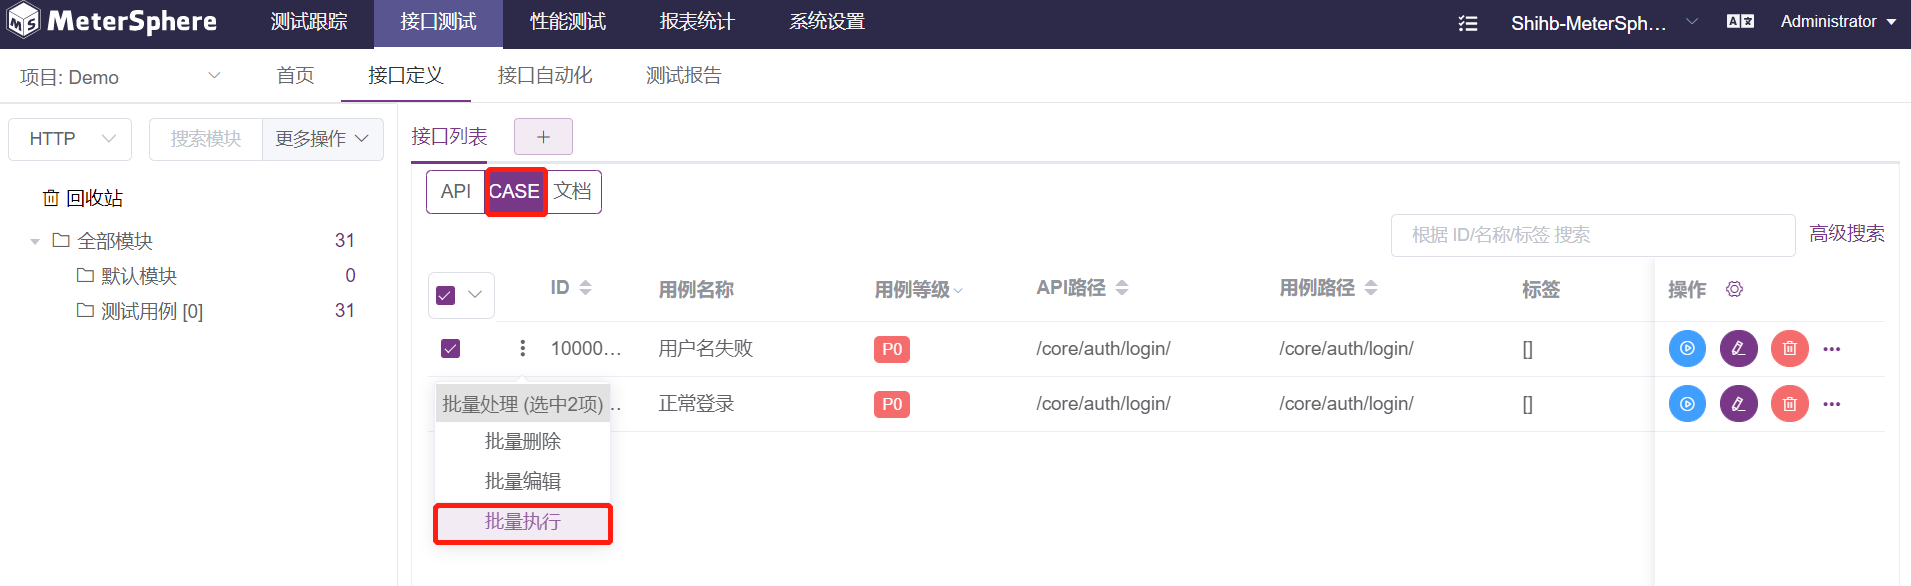 MeterSphere 测试跟踪 接口测试 性能测试 报表统计 系统设置 Shihb-MeterSph... Administrator
项目: Demo 首页 接口定义 接口自动化 测试报告
HTTP 搜索模块 更多操作
回收站
全部模块 31
默认模块 0
测试用例 [0] 31
接口列表 +
API CASE 文档
根据 ID/名称/标签 搜索 高级搜索
ID 用例名称 用例等级 API路径 用例路径 标签 操作
10000... 用户名失败 P0 /core/auth/login/ /core/auth/login/ []
正常登录 P0 /core/auth/login/ /core/auth/login/ []
批量处理 (选中2项)
批量删除
批量编辑
批量执行